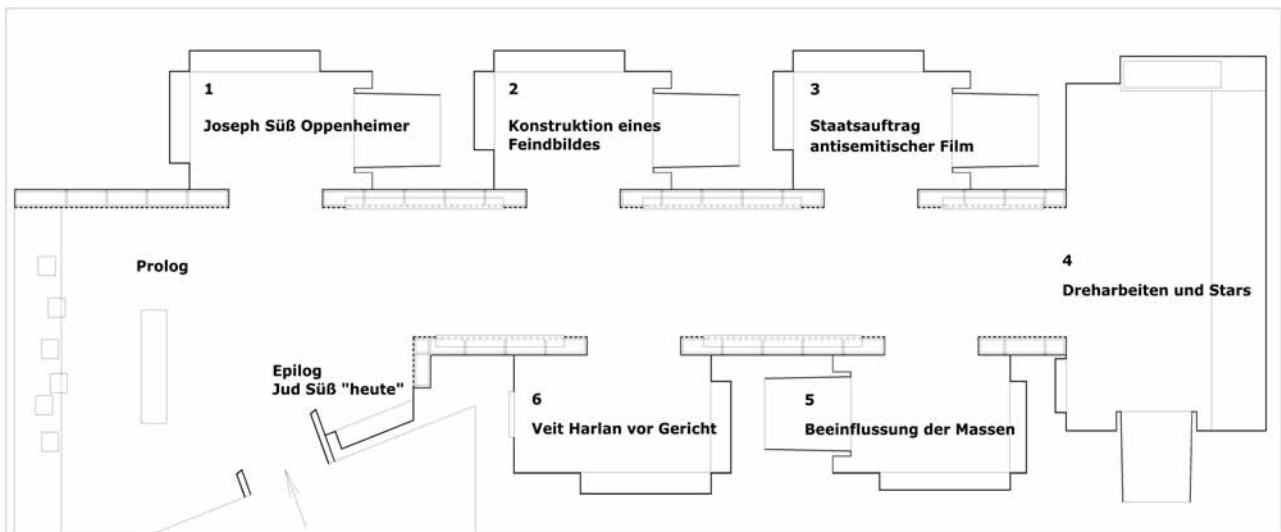 1
Joseph Süß Oppenheimer
2
Konstruktion eines
Feindbildes
3
Staatsauftrag
antisemitischer Film
Prolog
4
Dreharbeiten und Stars
Epilog
Jud Süß "heute"
6
Veit Harlan vor Gericht
5
Beeinflussung der Massen